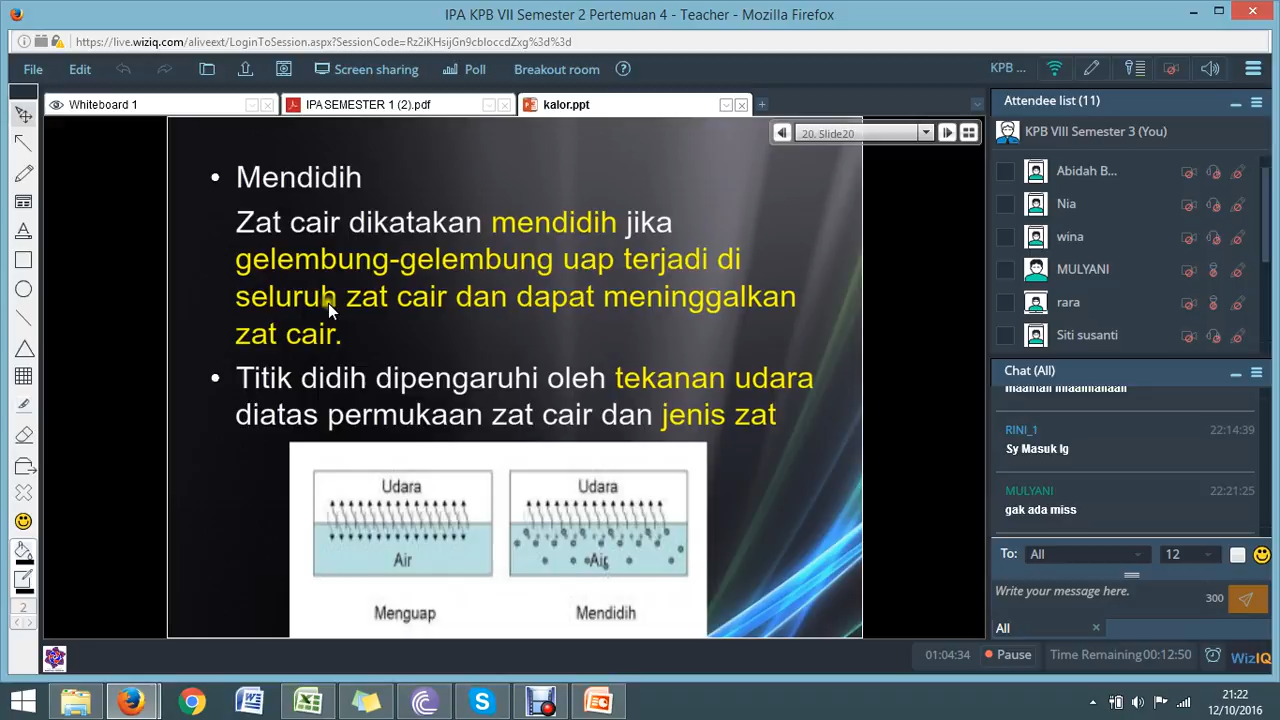 IPA KPB VII Semester 2 Pertemuan 4 - Teacher - Mozilla Firefox
https://live.wiziq.com/aliveext/LoginToSession.aspx?SessionCode=Rz2iKHsijGn9cbIoccdZxg%3d%3d
File Edit Screen sharing Poll Breakout room ? KPB ...
Whiteboard 1 IPASEMESTER 1 (2).pdf kalor.ppt
20. Slide20
• Mendidih
Zat cair dikatakan mendidih jika
gelembung-gelembung uap terjadi di
seluruh zat cair dan dapat meninggalkan
zat cair.
• Titik didih dipengaruhi oleh tekanan udara
diatas permukaan zat cair dan jenis zat
Udara Udara
Air Air
Menguap Mendidih
2
Attendee list (11)
KPB VIII Semester 3 (You)
Abidah B...
Nia
wina
MULYANI
rara
Siti susanti
Chat (All)
RINI_1 22:14:39
Sy Masuk lg
MULYANI 22:21:25
gak ada miss
To: All 12
Write your message here. 300
All
01:04:34 Pause Time Remaining 00:12:50 WizIQ
21:22
12/10/2016